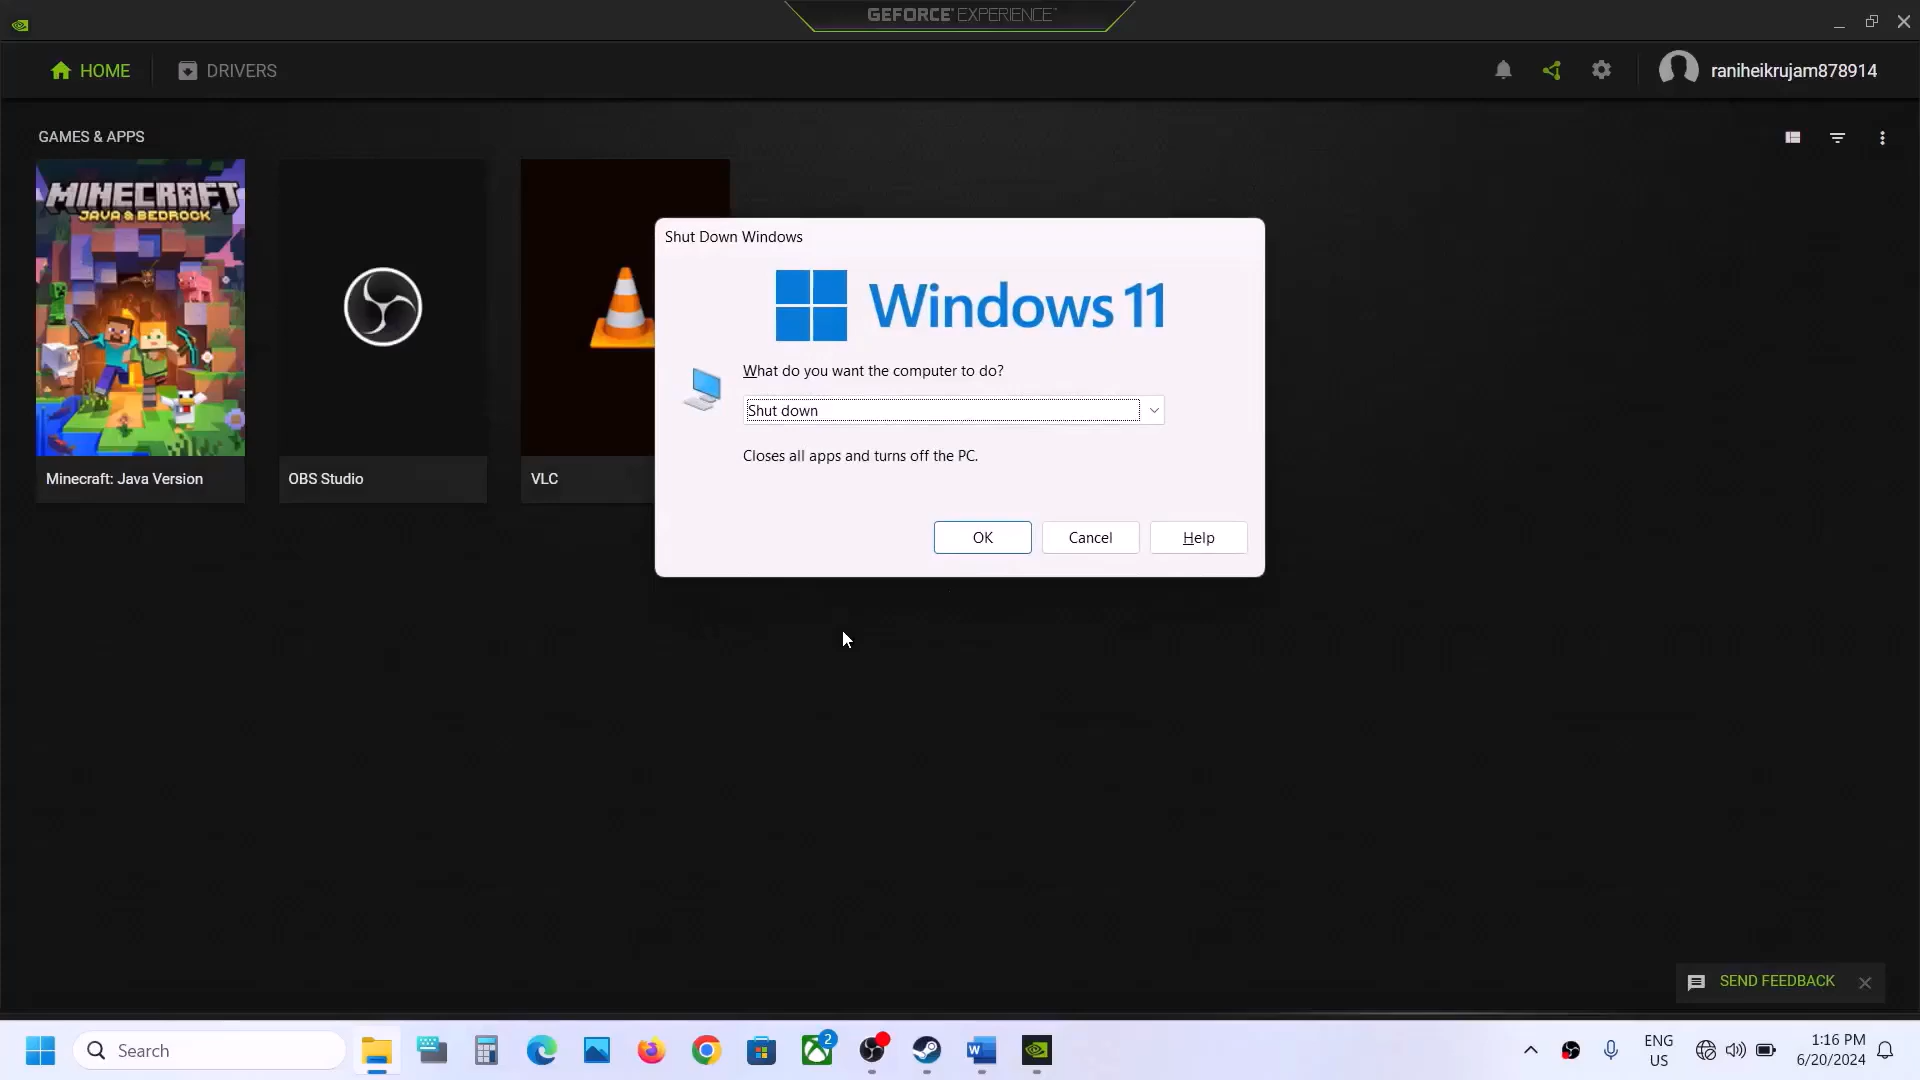 GEFORCE EXPERIENCE
HOME
DRIVERS
raniheikrujam878914
GAMES & APPS
MINECRAFT
JAVA & BEDROCK
Minecraft: Java Version
OBS Studio
VLC
Shut Down Windows
Windows 11
What do you want the computer to do?
Shut down
Closes all apps and turns off the PC.
OK
Cancel
Help
SEND FEEDBACK
Search
2
W
ENG
US
1:16 PM
6/20/2024